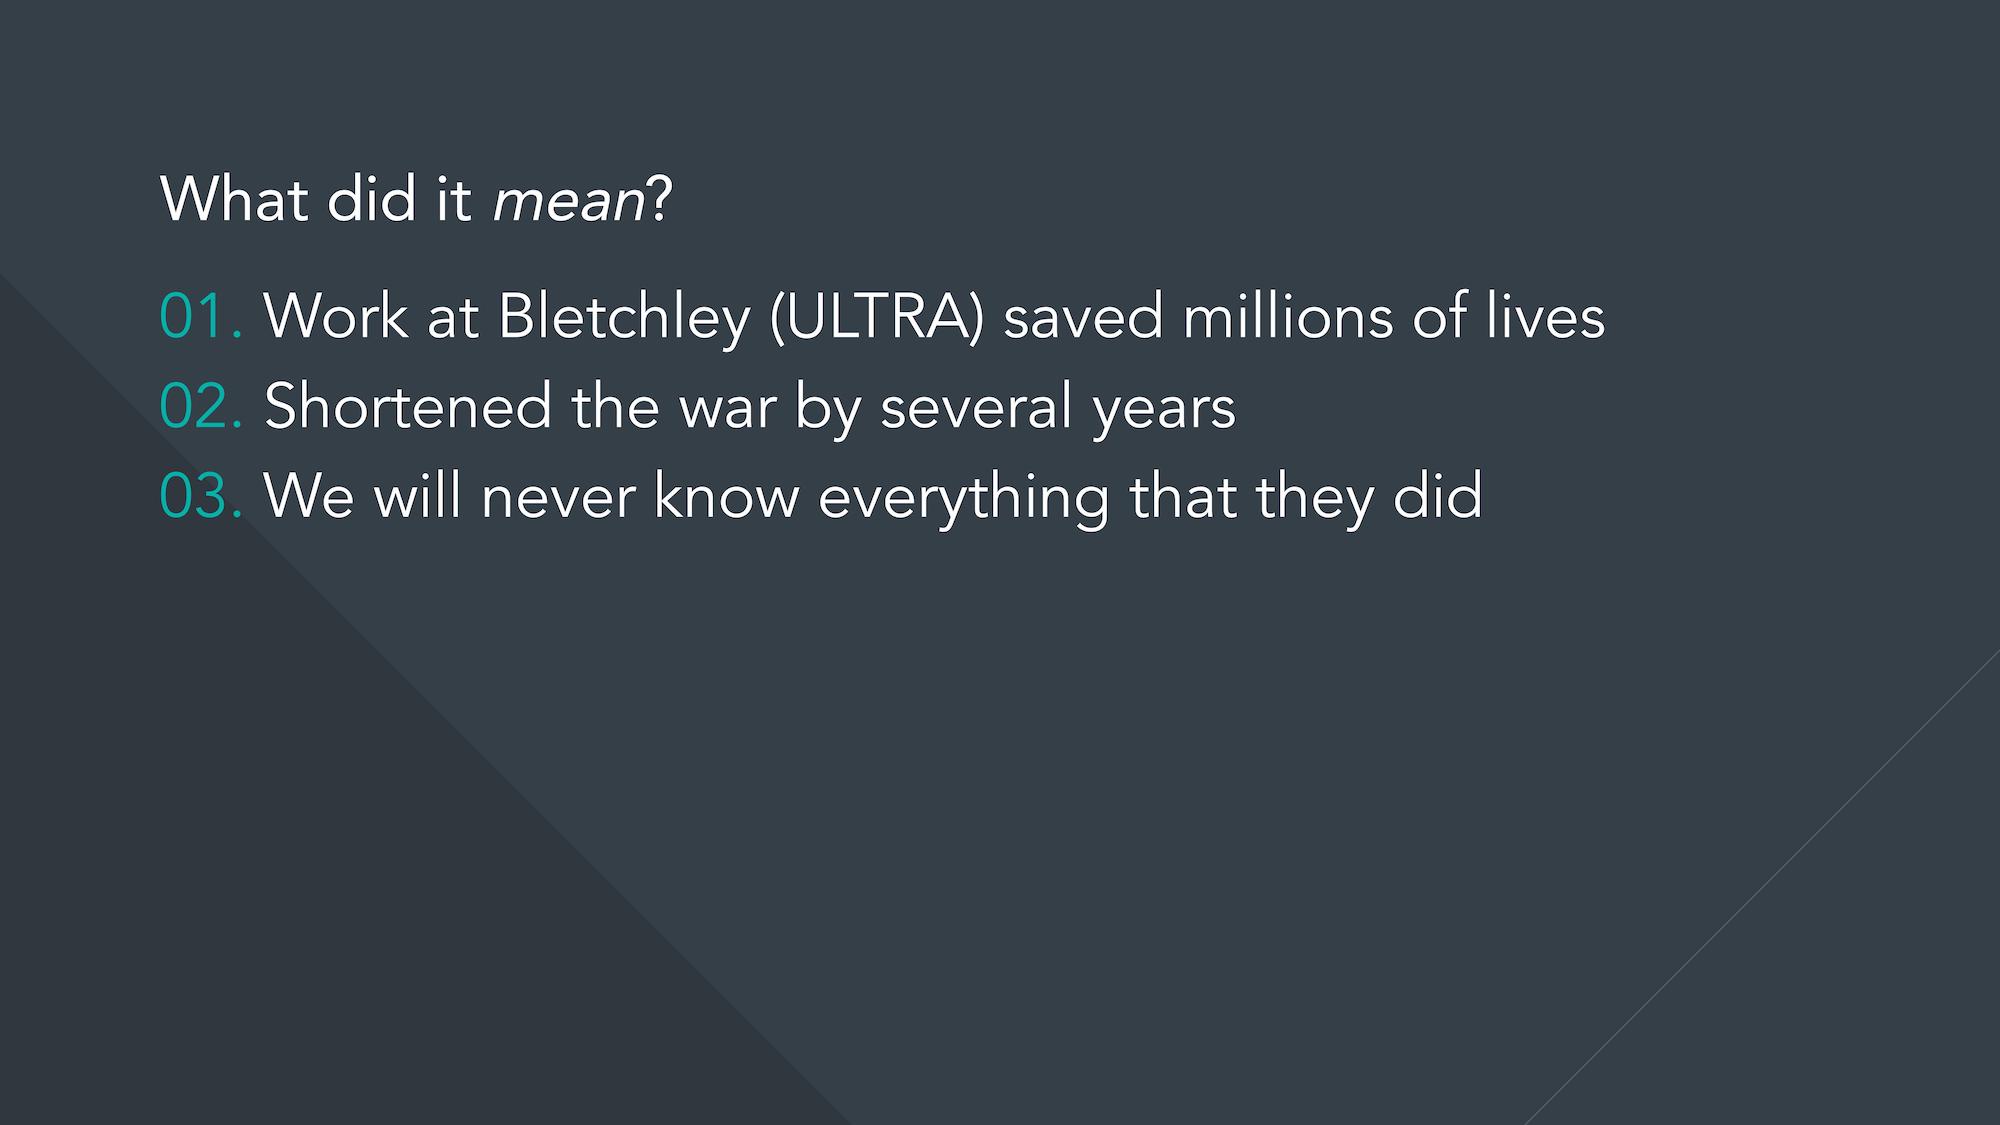 What did it mean?
01. Work at Bletchley (ULTRA) saved millions of lives
02. Shortened the war by several years
03. We will never know everything that they did